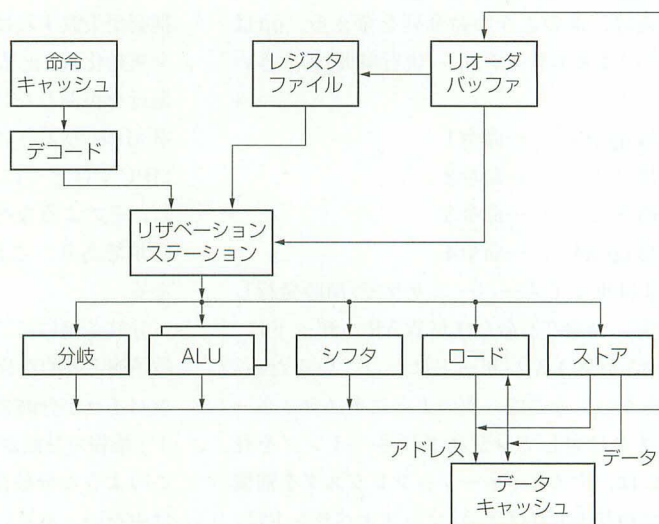 命令
キャッシュ
レジスタ
ファイル
リオーダ
バッファ
デコード
リザベーション
ステーション
分岐
ALU
シフタ
ロード
ストア
アドレス
データ
データ
キャッシュ